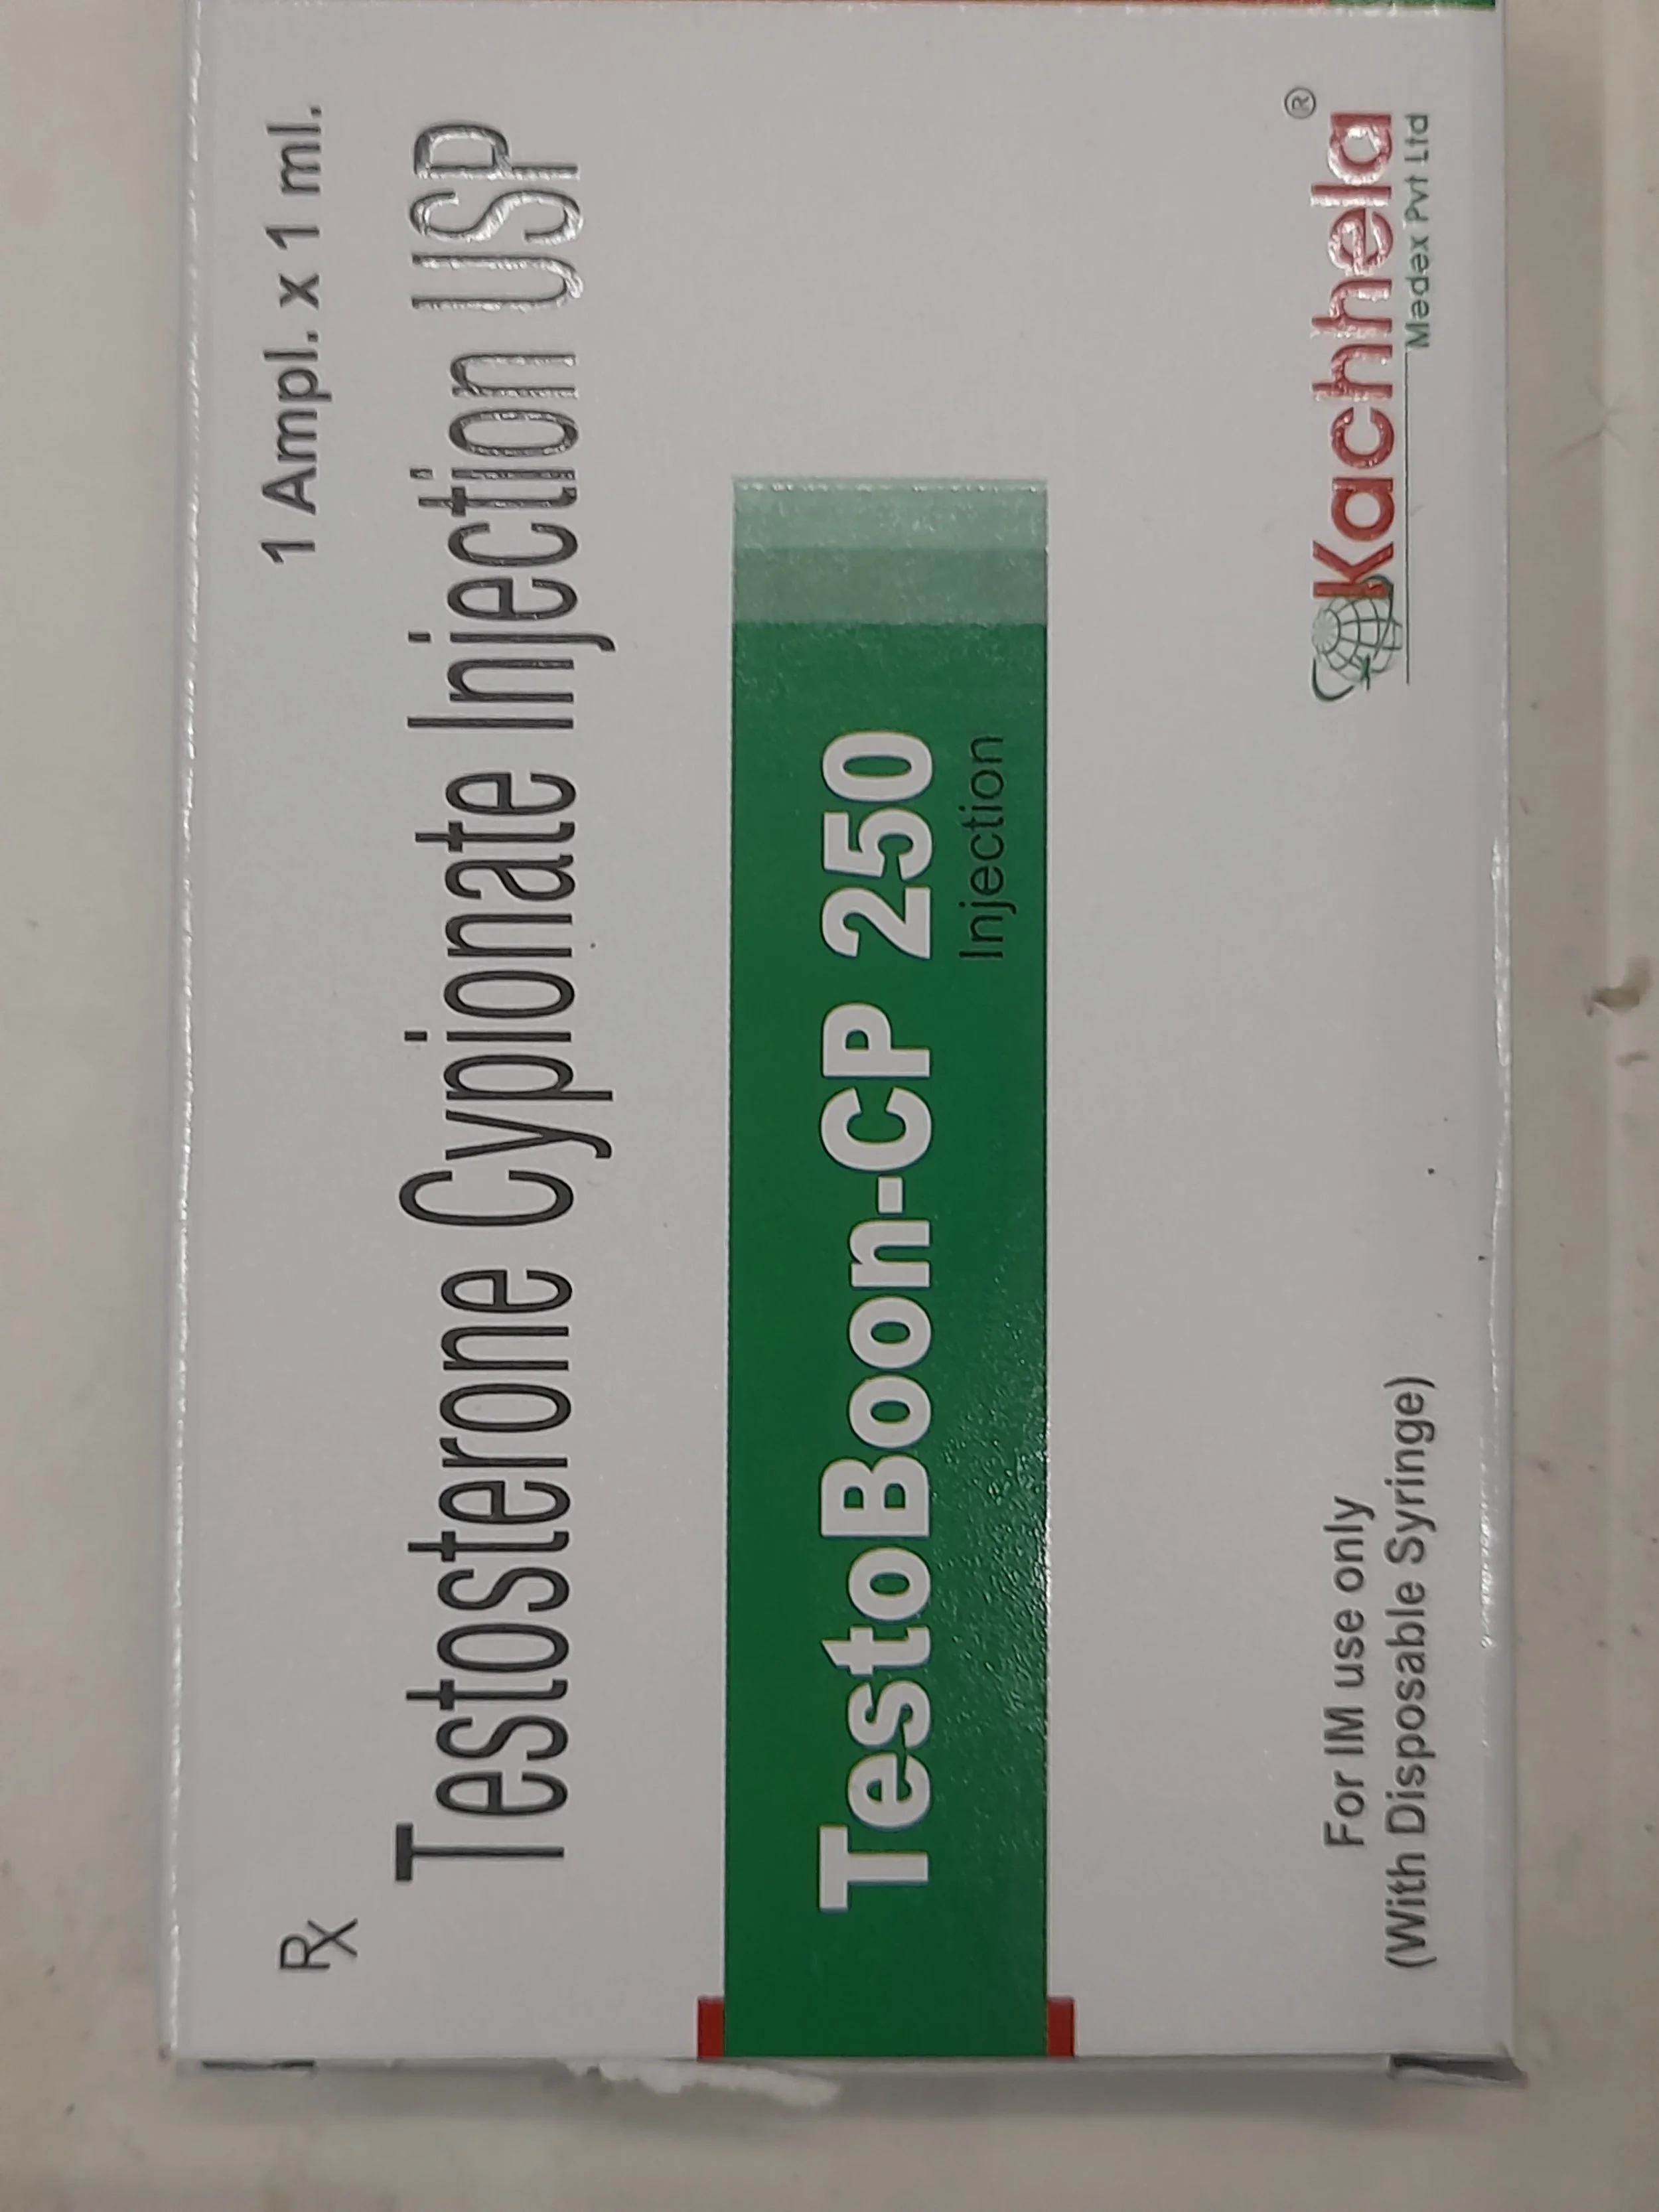 Rx
1 Ampl. x 1 ml.
Testosterone Cypionate Injection USP
TestoBoon-CP 250
Injection
For IM use only
(With Disposable Syringe)
Kachhela®
Medex Pvt Ltd